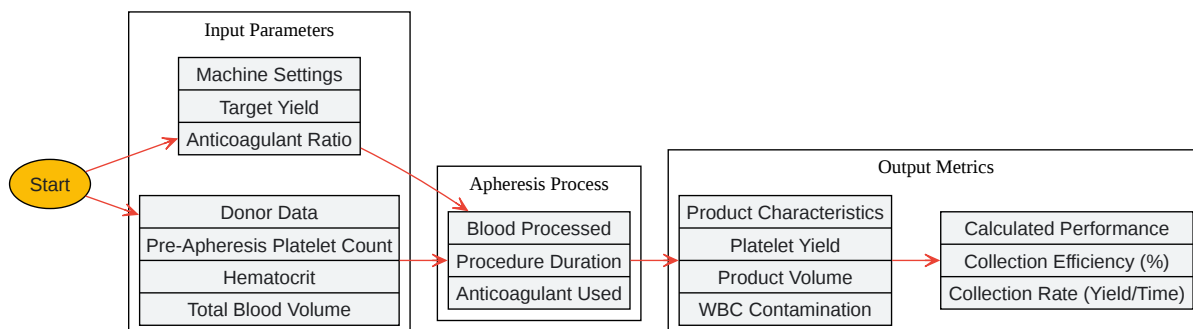 Input Parameters
Machine Settings
Target Yield
Anticoagulant Ratio
Start
Donor Data
Pre-Apheresis Platelet Count
Hematocrit
Total Blood Volume
Apheresis Process
Blood Processed
Procedure Duration
Anticoagulant Used
Output Metrics
Product Characteristics
Platelet Yield
Product Volume
WBC Contamination
Calculated Performance
Collection Efficiency (%)
Collection Rate (Yield/Time)